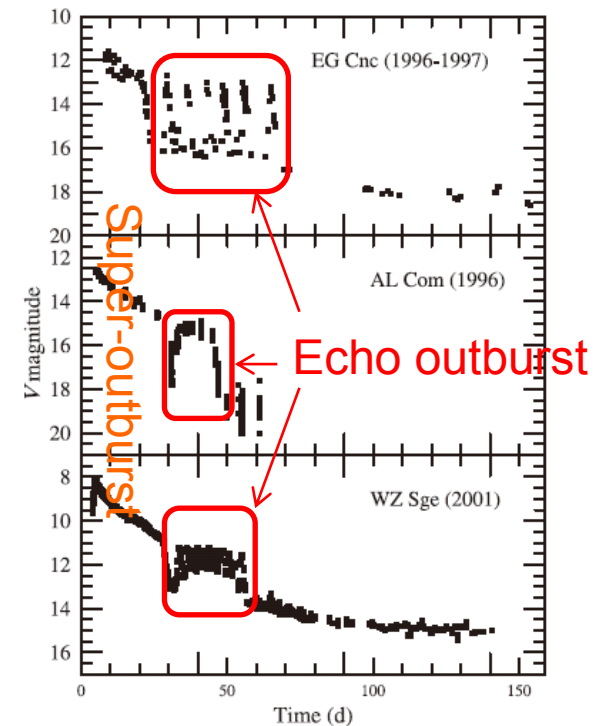 10
12
14
16
18
20
EG Cnc (1996-1997)
12
14
16
18
20
AL Com (1996)
8
10
12
14
16
WZ Sge (2001)
V magnitude
Super-outburst
Echo outburst
0
50
100
150
Time (d)